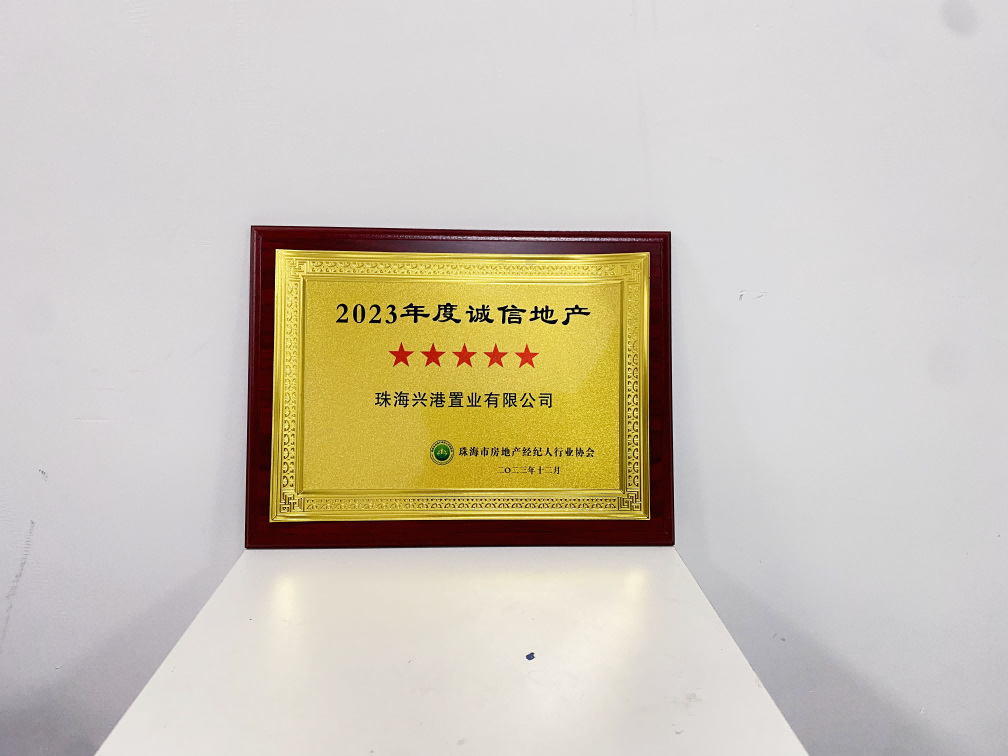 2023年度诚信地产
★★★★★
珠海兴港置业有限公司
珠海市房地产经纪人行业协会
二〇二三年十二月